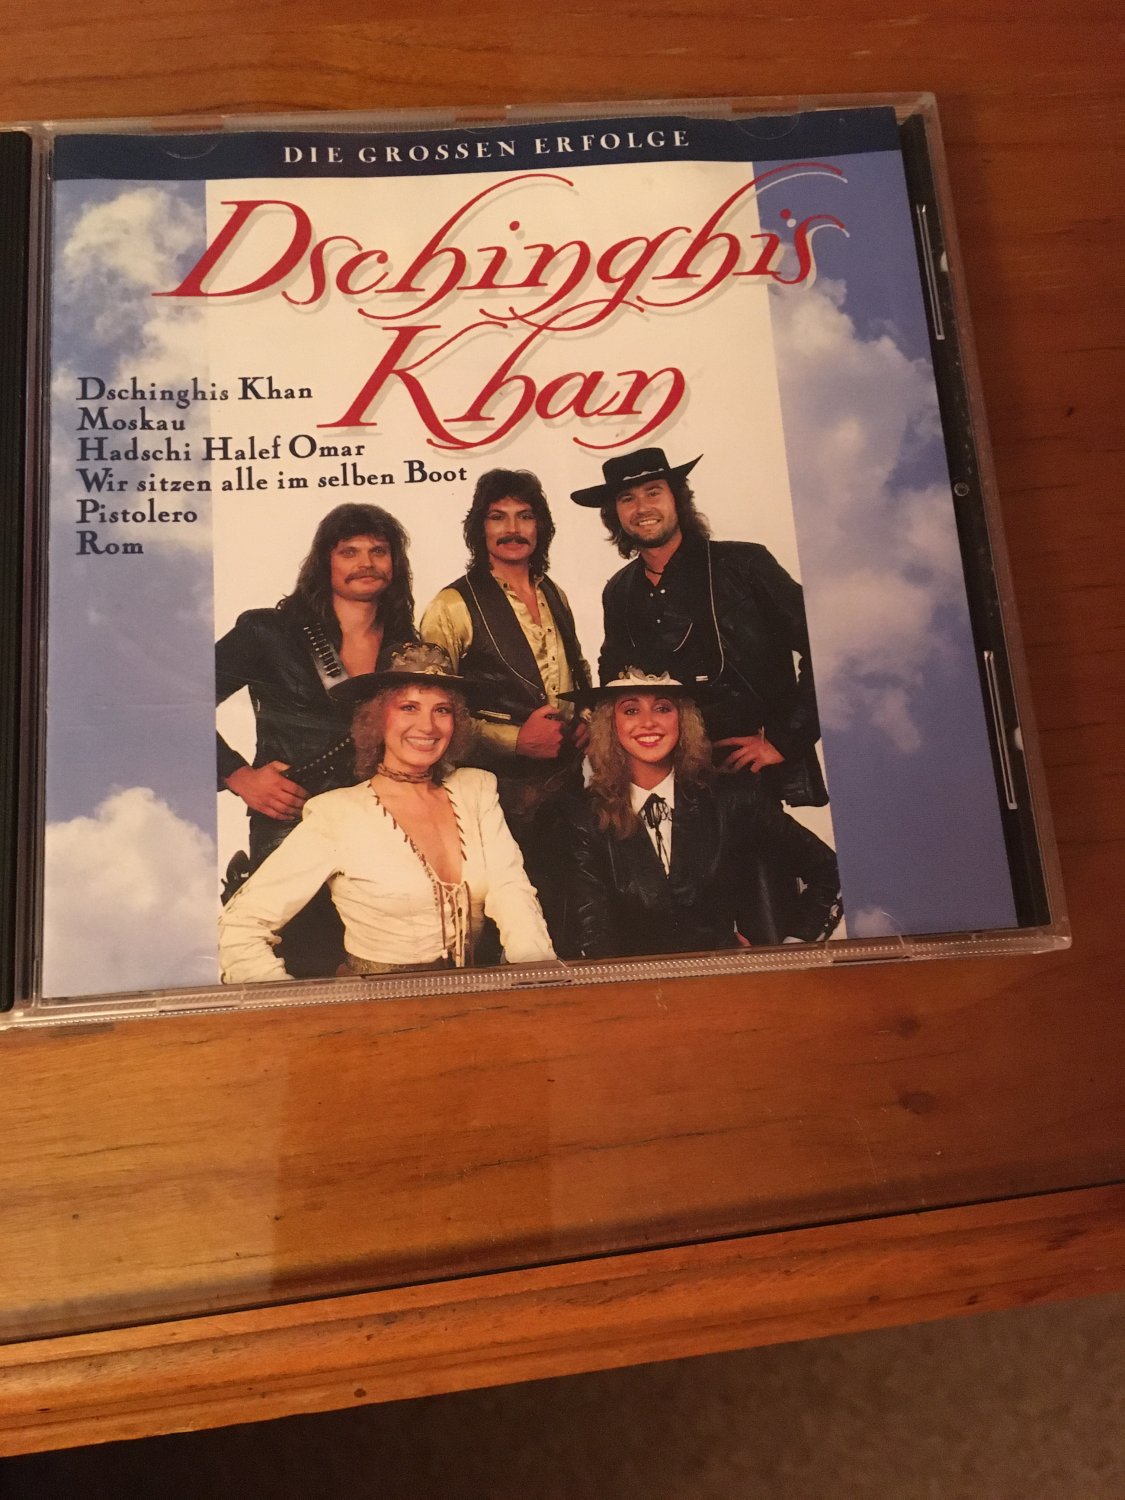 DIE GROSSEN ERFOLGE
Dschinghis
Khan
Dschinghis Khan
Moskau
Hadschi Halef Omar
Wir sitzen alle im selben Boot
Pistolero
Rom